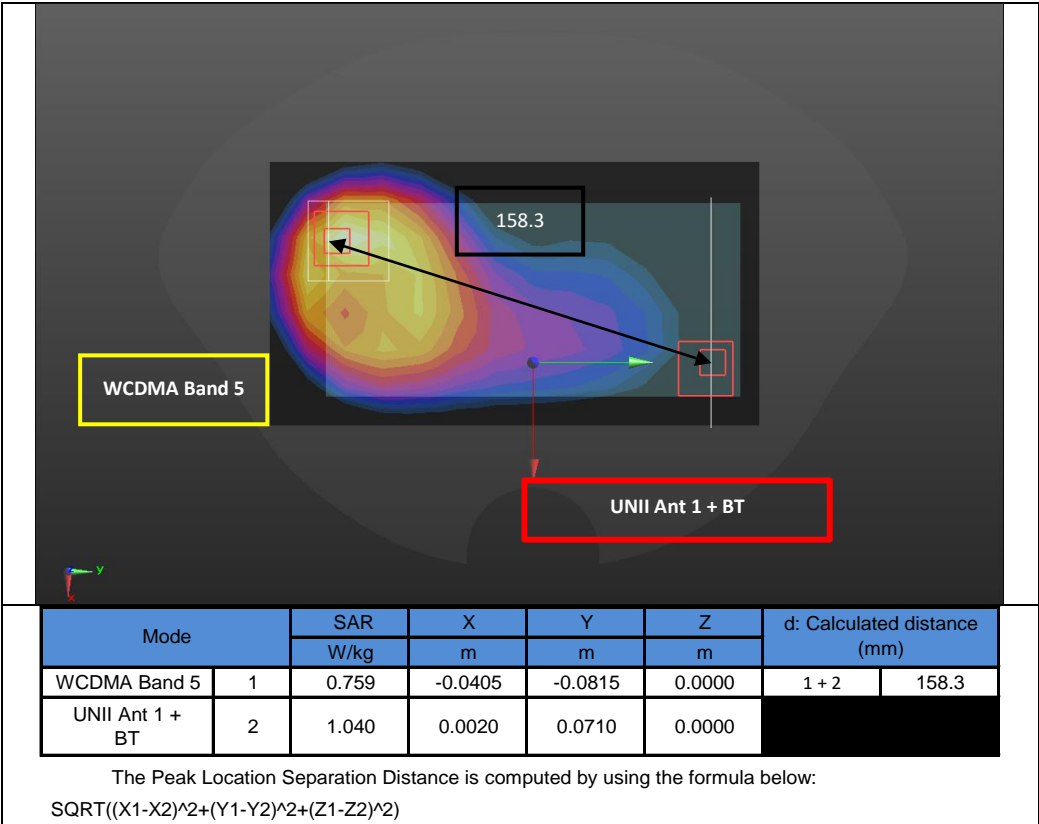 158.3
WCDMA Band 5
UNII Ant 1 + BT
Y
X
Mode SAR X Y Z d: Calculated distance (mm)
W/kg m m m
WCDMA Band 5 1 0.759 -0.0405 -0.0815 0.0000 1 + 2 158.3
UNII Ant 1 + BT 2 1.040 0.0020 0.0710 0.0000
The Peak Location Separation Distance is computed by using the formula below:
SQRT((X1-X2)^2+(Y1-Y2)^2+(Z1-Z2)^2)